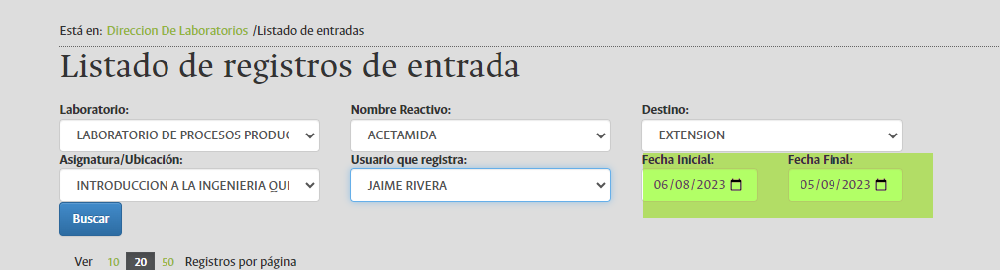 Está en: Direccion De Laboratorios /Listado de entradas
Listado de registros de entrada
Laboratorio: Nombre Reactivo: Destino:
LABORATORIO DE PROCESOS PRODUC ACETAMIDA EXTENSION
Asignatura/Ubicación: Usuario que registra: Fecha Inicial: Fecha Final:
INTRODUCCION A LA INGENIERIA QUI JAIME RIVERA 06/08/2023 05/09/2023
Buscar
Ver 10 20 50 Registros por página